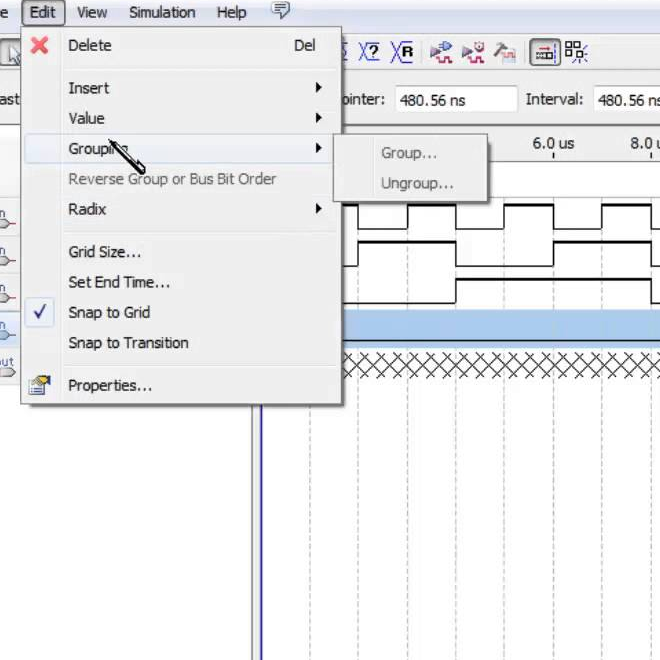 e Edit View Simulation Help
Delete Del
X? XR
Insert
ast ointer: 480.56 ns Interval: 480.56 ns
Value
Grouping
6.0 us 8.0 u
Group...
Reverse Group or Bus Bit Order
Ungroup...
Radix
n
n
Grid Size...
Set End Time...
n
Snap to Grid
n
Snap to Transition
out
Properties...